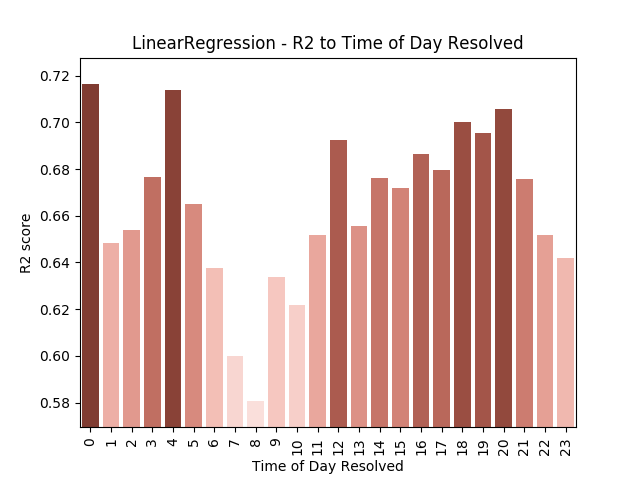 LinearRegression - R2 to Time of Day Resolved
0.72
0.70
0.68
0.66
0.64
0.62
0.60
0.58
R2 score
0 1 2 3 4 5 6 7 8 9 10 11 12 13 14 15 16 17 18 19 20 21 22 23
Time of Day Resolved